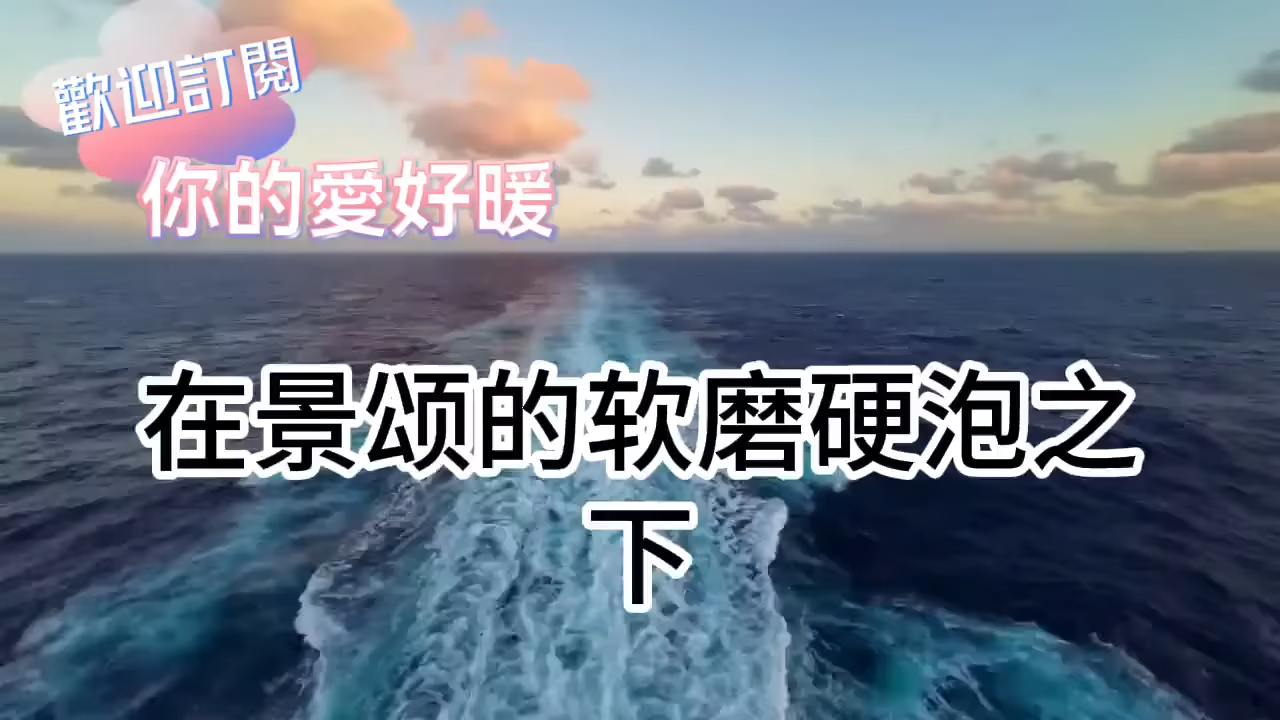 歡迎訂閱
你的愛好暖
在景颂的软磨硬泡之
下